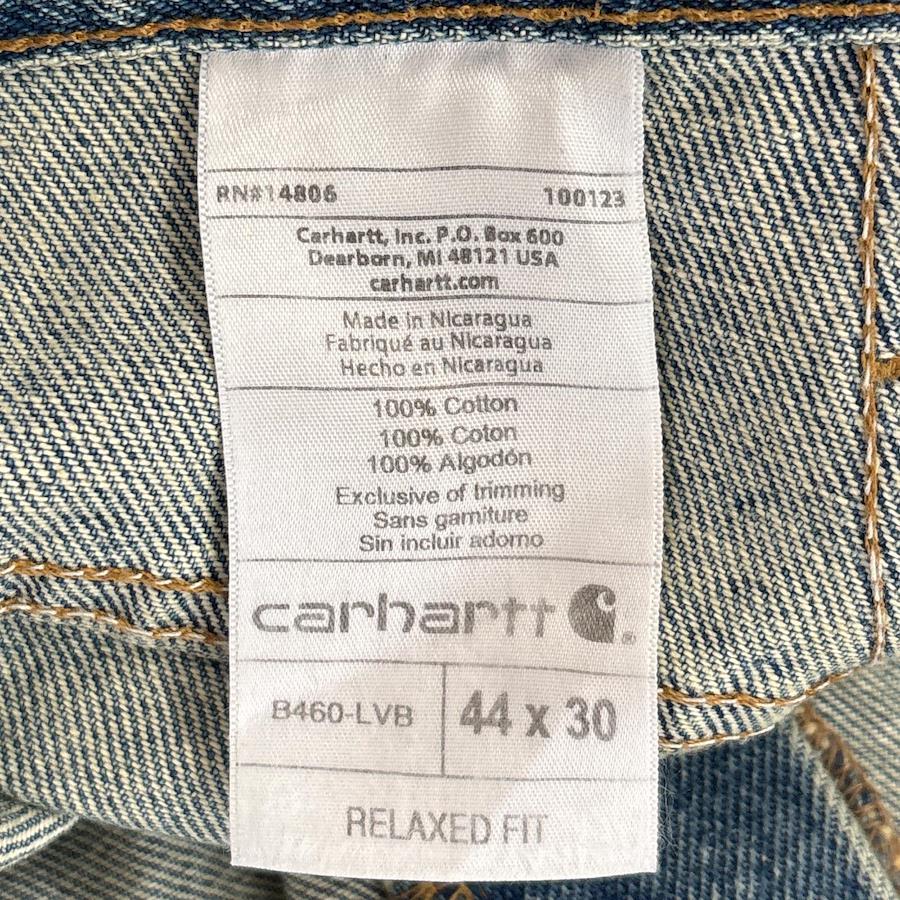 RN#14806 100123
Carhartt, Inc. P.O. Box 600
Dearborn, MI 48121 USA
carhartt.com
Made in Nicaragua
Fabriqué au Nicaragua
Hecho en Nicaragua
100% Cotton
100% Coton
100% Algodón
Exclusive of trimming
Sans garniture
Sin incluir adorno
carhartt
B460-LVB 44 x 30
RELAXED FIT